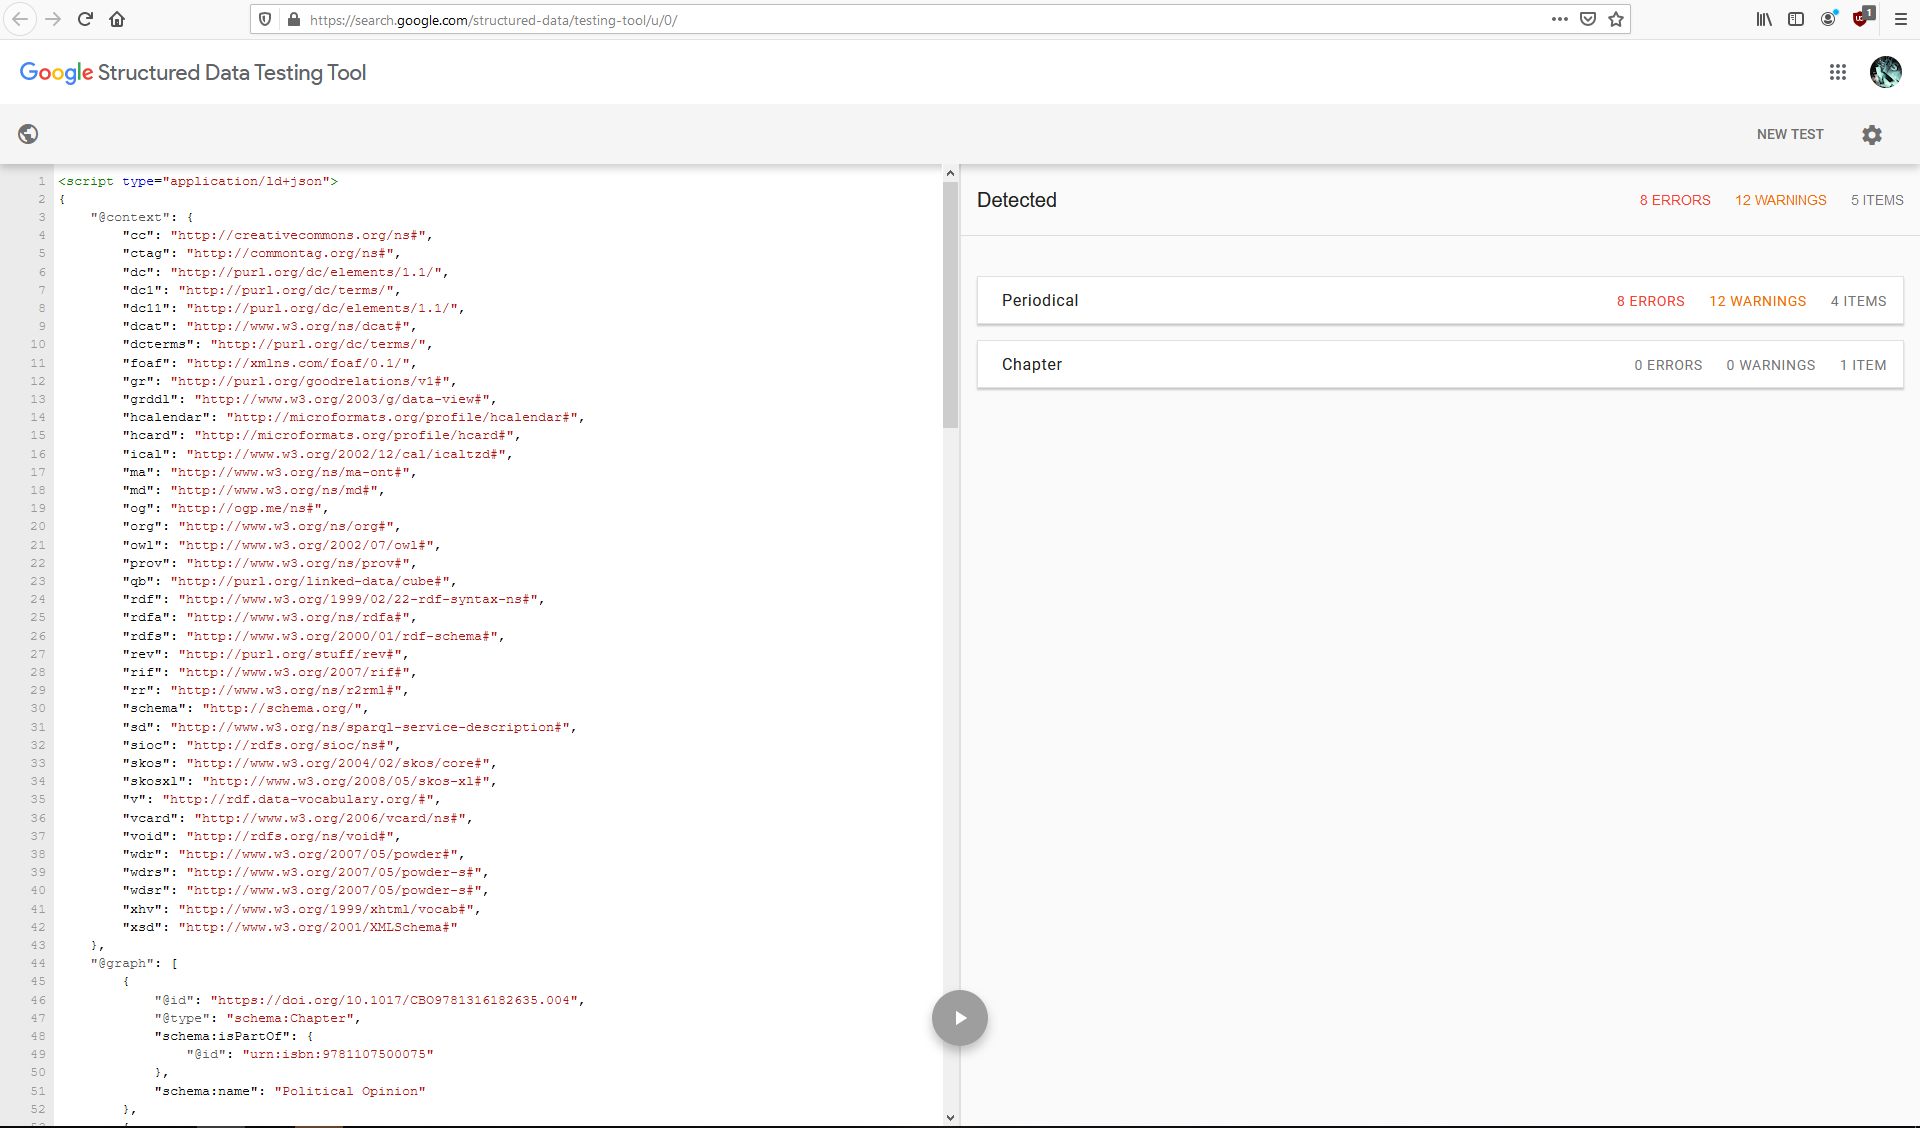 https://search.google.com/structured-data/testing-tool/u/0/
1
Google Structured Data Testing Tool
NEW TEST
1 <script type="application/ld+json">
2 {
3 "@context": {
4 "cc": "http://creativecommons.org/ns#",
5 "ctag": "http://commontag.org/ns#",
6 "dc": "http://purl.org/dc/elements/1.1/",
7 "dc1": "http://purl.org/dc/terms/",
8 "dc11": "http://purl.org/dc/elements/1.1/",
9 "dcat": "http://www.w3.org/ns/dcat#",
10 "dcterms": "http://purl.org/dc/terms/",
11 "foaf": "http://xmlns.com/foaf/0.1/",
12 "gr": "http://purl.org/goodrelations/v1#",
13 "grddl": "http://www.w3.org/2003/g/data-view#",
14 "hcalendar": "http://microformats.org/profile/hcalendar#",
15 "hcard": "http://microformats.org/profile/hcard#",
16 "ical": "http://www.w3.org/2002/12/cal/icaltzd#",
17 "ma": "http://www.w3.org/ns/ma-ont#",
18 "md": "http://www.w3.org/ns/md#",
19 "og": "http://ogp.me/ns#",
20 "org": "http://www.w3.org/ns/org#",
21 "owl": "http://www.w3.org/2002/07/owl#",
22 "prov": "http://www.w3.org/ns/prov#",
23 "qb": "http://purl.org/linked-data/cube#",
24 "rdf": "http://www.w3.org/1999/02/22-rdf-syntax-ns#",
25 "rdfa": "http://www.w3.org/ns/rdfa#",
26 "rdfs": "http://www.w3.org/2000/01/rdf-schema#",
27 "rev": "http://purl.org/stuff/rev#",
28 "rif": "http://www.w3.org/2007/rif#",
29 "rr": "http://www.w3.org/ns/r2rml#",
30 "schema": "http://schema.org/",
31 "sd": "http://www.w3.org/ns/sparql-service-description#",
32 "sioc": "http://rdfs.org/sioc/ns#",
33 "skos": "http://www.w3.org/2004/02/skos/core#",
34 "skosxl": "http://www.w3.org/2008/05/skos-xl#",
35 "v": "http://rdf.data-vocabulary.org/#",
36 "vcard": "http://www.w3.org/2006/vcard/ns#",
37 "void": "http://rdfs.org/ns/void#",
38 "wdr": "http://www.w3.org/2007/05/powder#",
39 "wdrs": "http://www.w3.org/2007/05/powder-s#",
40 "wdsr": "http://www.w3.org/2007/05/powder-s#",
41 "xhv": "http://www.w3.org/1999/xhtml/vocab#",
42 "xsd": "http://www.w3.org/2001/XMLSchema#"
43 },
44 "@graph": [
45 {
46 "@id": "https://doi.org/10.1017/CBO9781316182635.004",
47 "@type": "schema:Chapter",
48 "schema:isPartOf": {
49 "@id": "urn:isbn:9781107500075"
50 },
51 "schema:name": "Political Opinion"
52 },
Detected 8 ERRORS 12 WARNINGS 5 ITEMS
Periodical 8 ERRORS 12 WARNINGS 4 ITEMS
Chapter 0 ERRORS 0 WARNINGS 1 ITEM